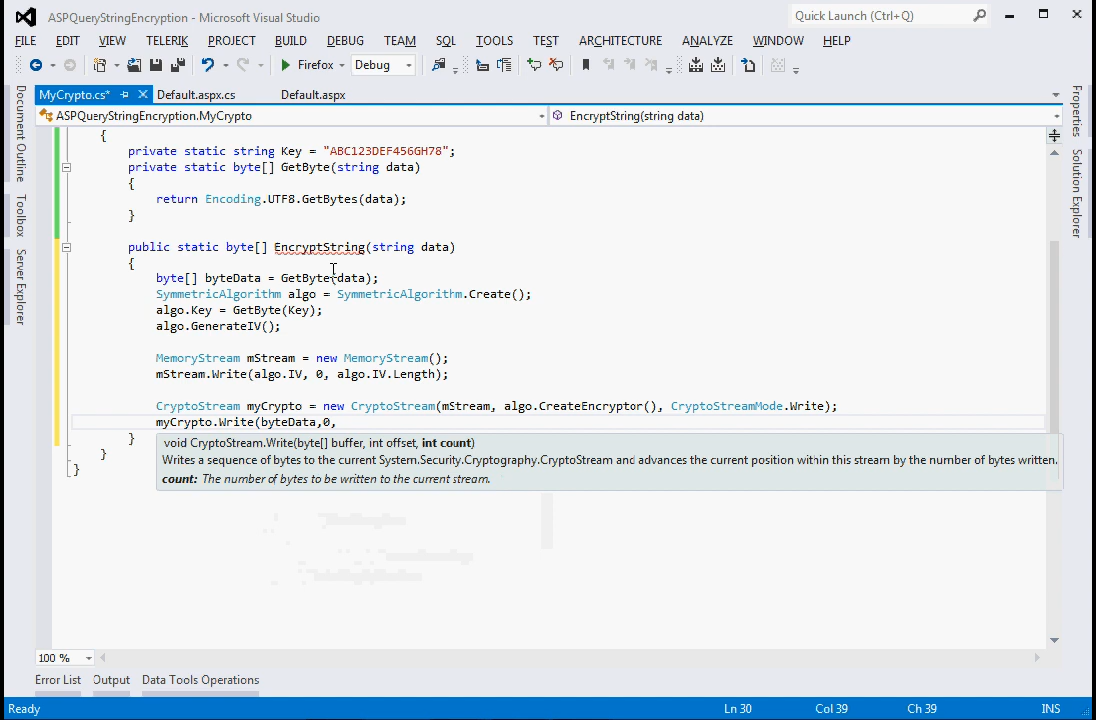 ASPQueryStringEncryption - Microsoft Visual Studio
Quick Launch (Ctrl+Q)
FILE EDIT VIEW TELERIK PROJECT BUILD DEBUG TEAM SQL TOOLS TEST ARCHITECTURE ANALYZE WINDOW HELP
Firefox Debug
MyCrypto.cs* Default.aspx.cs Default.aspx
ASPQueryStringEncryption.MyCrypto EncryptString(string data)
Document Outline
Toolbox
Server Explorer
Properties
Solution Explorer
{
private static string Key = "ABC123DEF456GH78";
private static byte[] GetByte(string data)
{
return Encoding.UTF8.GetBytes(data);
}
public static byte[] EncryptString(string data)
{
byte[] byteData = GetByte(data);
SymmetricAlgorithm algo = SymmetricAlgorithm.Create();
algo.Key = GetByte(Key);
algo.GenerateIV();
MemoryStream mStream = new MemoryStream();
mStream.Write(algo.IV, 0, algo.IV.Length);
CryptoStream myCrypto = new CryptoStream(mStream, algo.CreateEncryptor(), CryptoStreamMode.Write);
myCrypto.Write(byteData,0,
}
void CryptoStream.Write(byte[] buffer, int offset, int count)
}
Writes a sequence of bytes to the current System.Security.Cryptography.CryptoStream and advances the current position within this stream by the number of bytes written.
}
count: The number of bytes to be written to the current stream.
100 %
Error List Output Data Tools Operations
Ready Ln 30 Col 39 Ch 39 INS